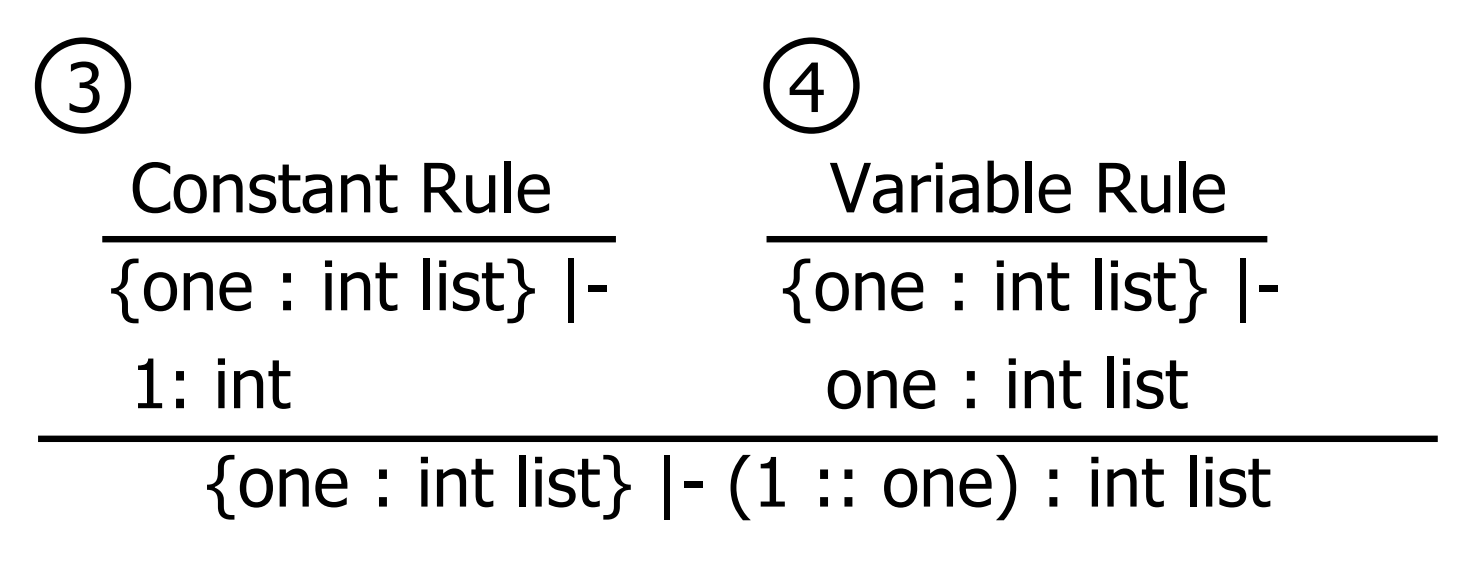 3
4
Constant Rule
Variable Rule
{one : int list} |-
{one : int list} |-
1: int
one : int list
{one : int list} |- (1 :: one) : int list